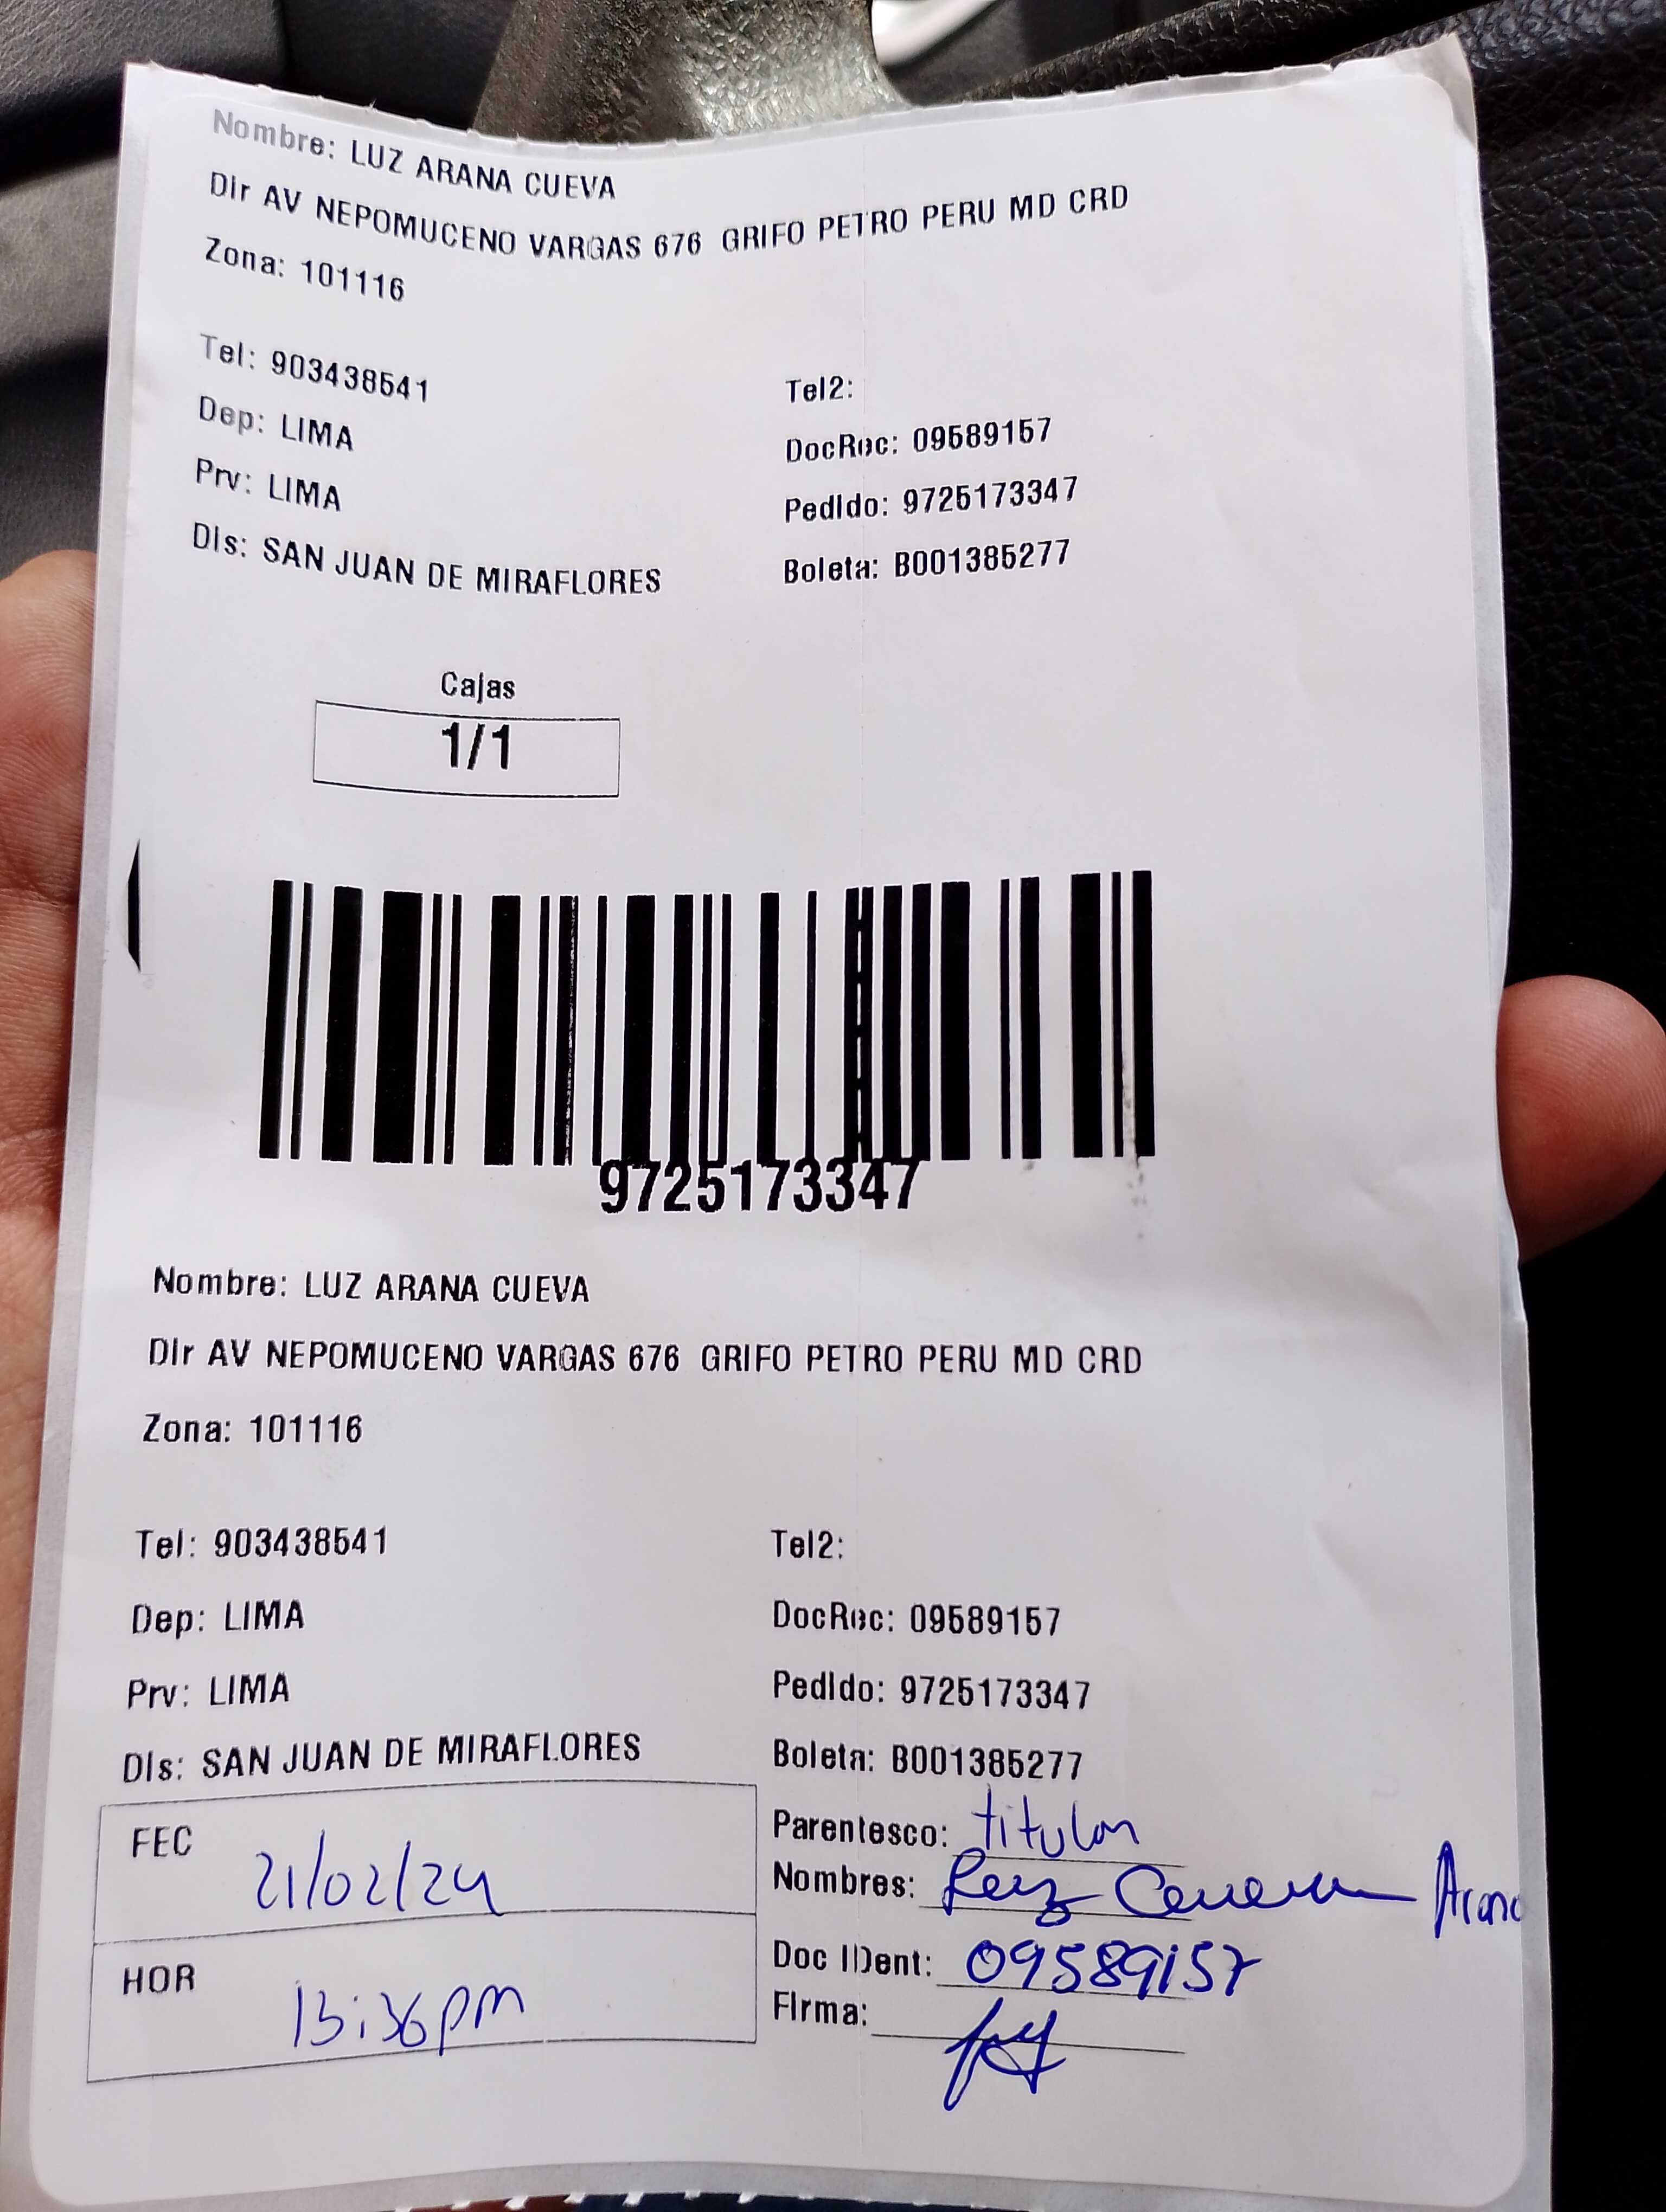 Nombre: LUZ ARANA CUEVA
Dir AV NEPOMUCENO VARGAS 676 GRIFO PETRO PERU MD CRD
Zona: 101116
Tel: 903438541 Tel2:
Dep: LIMA DocRec: 09589157
Prv: LIMA Pedido: 9725173347
Dis: SAN JUAN DE MIRAFLORES Boleta: B001385277
Cajas
1/1
9725173347
Nombre: LUZ ARANA CUEVA
Dir AV NEPOMUCENO VARGAS 676 GRIFO PETRO PERU MD CRD
Zona: 101116
Tel: 903438541 Tel2:
Dep: LIMA DocRec: 09589157
Prv: LIMA Pedido: 9725173347
Dis: SAN JUAN DE MIRAFLORES Boleta: B001385277
FEC 21/02/24 Parentesco: titular
Nombres: Luz Arana
HOR 13:36pm Doc IDent: 09589157
Firma: